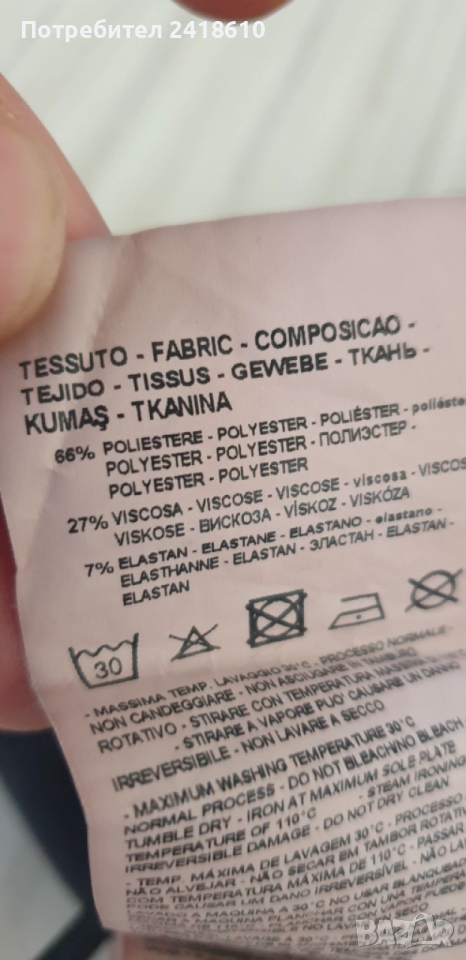 Потребител 2418610
TESSUTO - FABRIC - COMPOSICAO -
TEJIDO - TISSUS - GEWEBE - ТКАНЬ -
KUMAŞ - TKANINA
66% POLIESTERE - POLYESTER - POLIÉSTER - poliéster
POLYESTER - POLYESTER - ПОЛИЭСТЕР -
POLYESTER - POLYESTER
27% VISCOSA - VISCOSE - VISCOSE - viscosa - VISCOS
VISKOSE - ВИСКОЗА - VİSKOZ - VISKÓZA
7% ELASTAN - ELASTANE - ELASTANO - elastano -
ELASTHANNE - ELASTAN - ЭЛАСТАН - ELASTAN -
ELASTAN
30
- MASSIMA TEMP. LAVAGGIO 30°C - PROCESSO NORMALE -
NON CANDEGGIARE - NON ASCIUGARE IN TAMBURO
ROTATIVO - STIRARE CON TEMPERATURA MASSIMA
- STIRARE A VAPORE PUO' CAUSARE UN DANNO
IRREVERSIBILE - NON LAVARE A SECCO
- MAXIMUM WASHING TEMPERATURE 30°C
NORMAL PROCESS - DO NOT BLEACHING BLEACH
TUMBLE DRY - IRON AT MAXIMUM SOLE PLATE
TEMPERATURE OF 110°C - STEAM IRONING
IRREVERSIBLE DAMAGE - DO NOT DRY CLEAN
- TEMP. MÁXIMA DE LAVAGEM 30°C - PROCESSO
NÃO ALVEJAR - NÃO SECAR EM TAMBOR ROTATIV
COM TEMPERATURA MÁXIMA DE 110°C - PASSAR
PODE CAUSAR UM DANO IRREVERSÍVEL - NÃO LAV
BAZAR